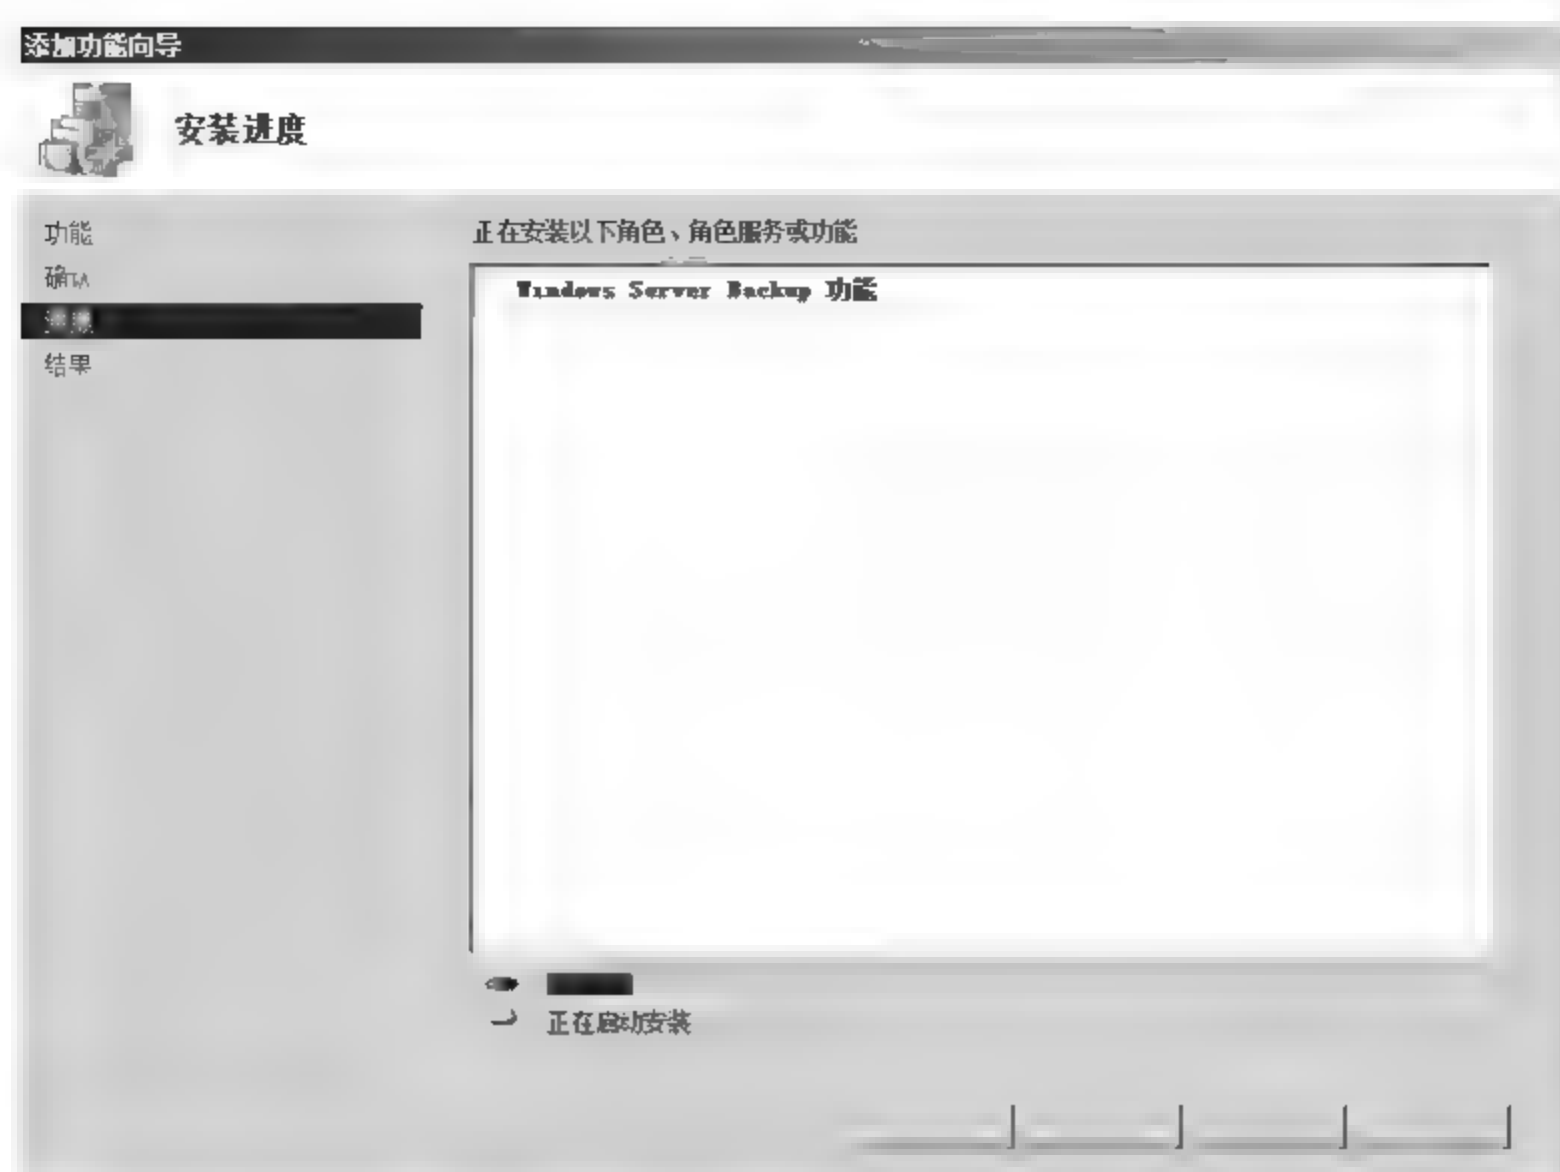 添加功能向导
安装进度
功能
确认
结果
正在安装以下角色、角色服务或功能
Windows Server Backup 功能
正在启动安装